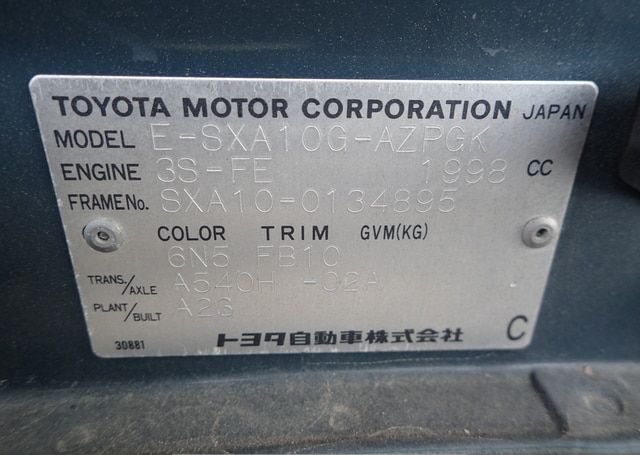 TOYOTA MOTOR CORPORATION JAPAN
MODEL E-SXA10G-AZPGK
ENGINE 3S-FE 1998 CC
FRAME No. SXA10-0134895
COLOR TRIM GVM(KG)
6N5 FB10
TRANS./AXLE A540H -02A
PLANT/BUILT A23
30881 トヨタ自動車株式会社 C